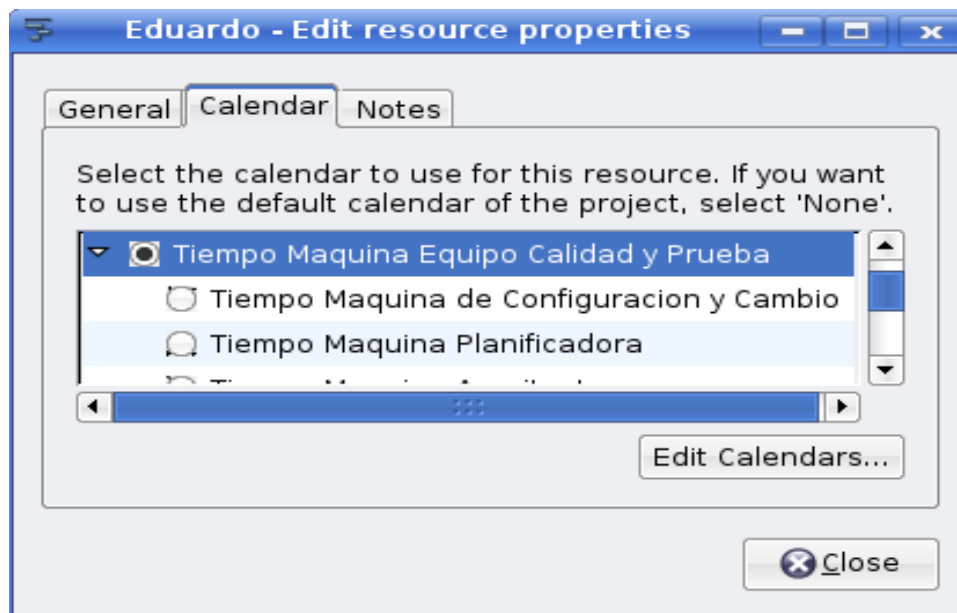 Eduardo - Edit resource properties
General Calendar Notes
Select the calendar to use for this resource. If you want
to use the default calendar of the project, select 'None'.
Tiempo Maquina Equipo Calidad y Prueba
Tiempo Maquina de Configuracion y Cambio
Tiempo Maquina Planificadora
Edit Calendars...
Close